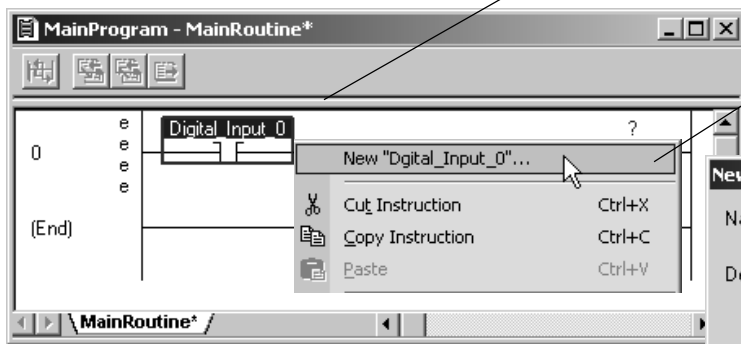 MainProgram - MainRoutine*
e
Digital_Input_0
?
0
e
e
e
New "Dgital_Input_0"...
Cut Instruction Ctrl+X
Copy Instruction Ctrl+C
Paste Ctrl+V
(End)
MainRoutine*